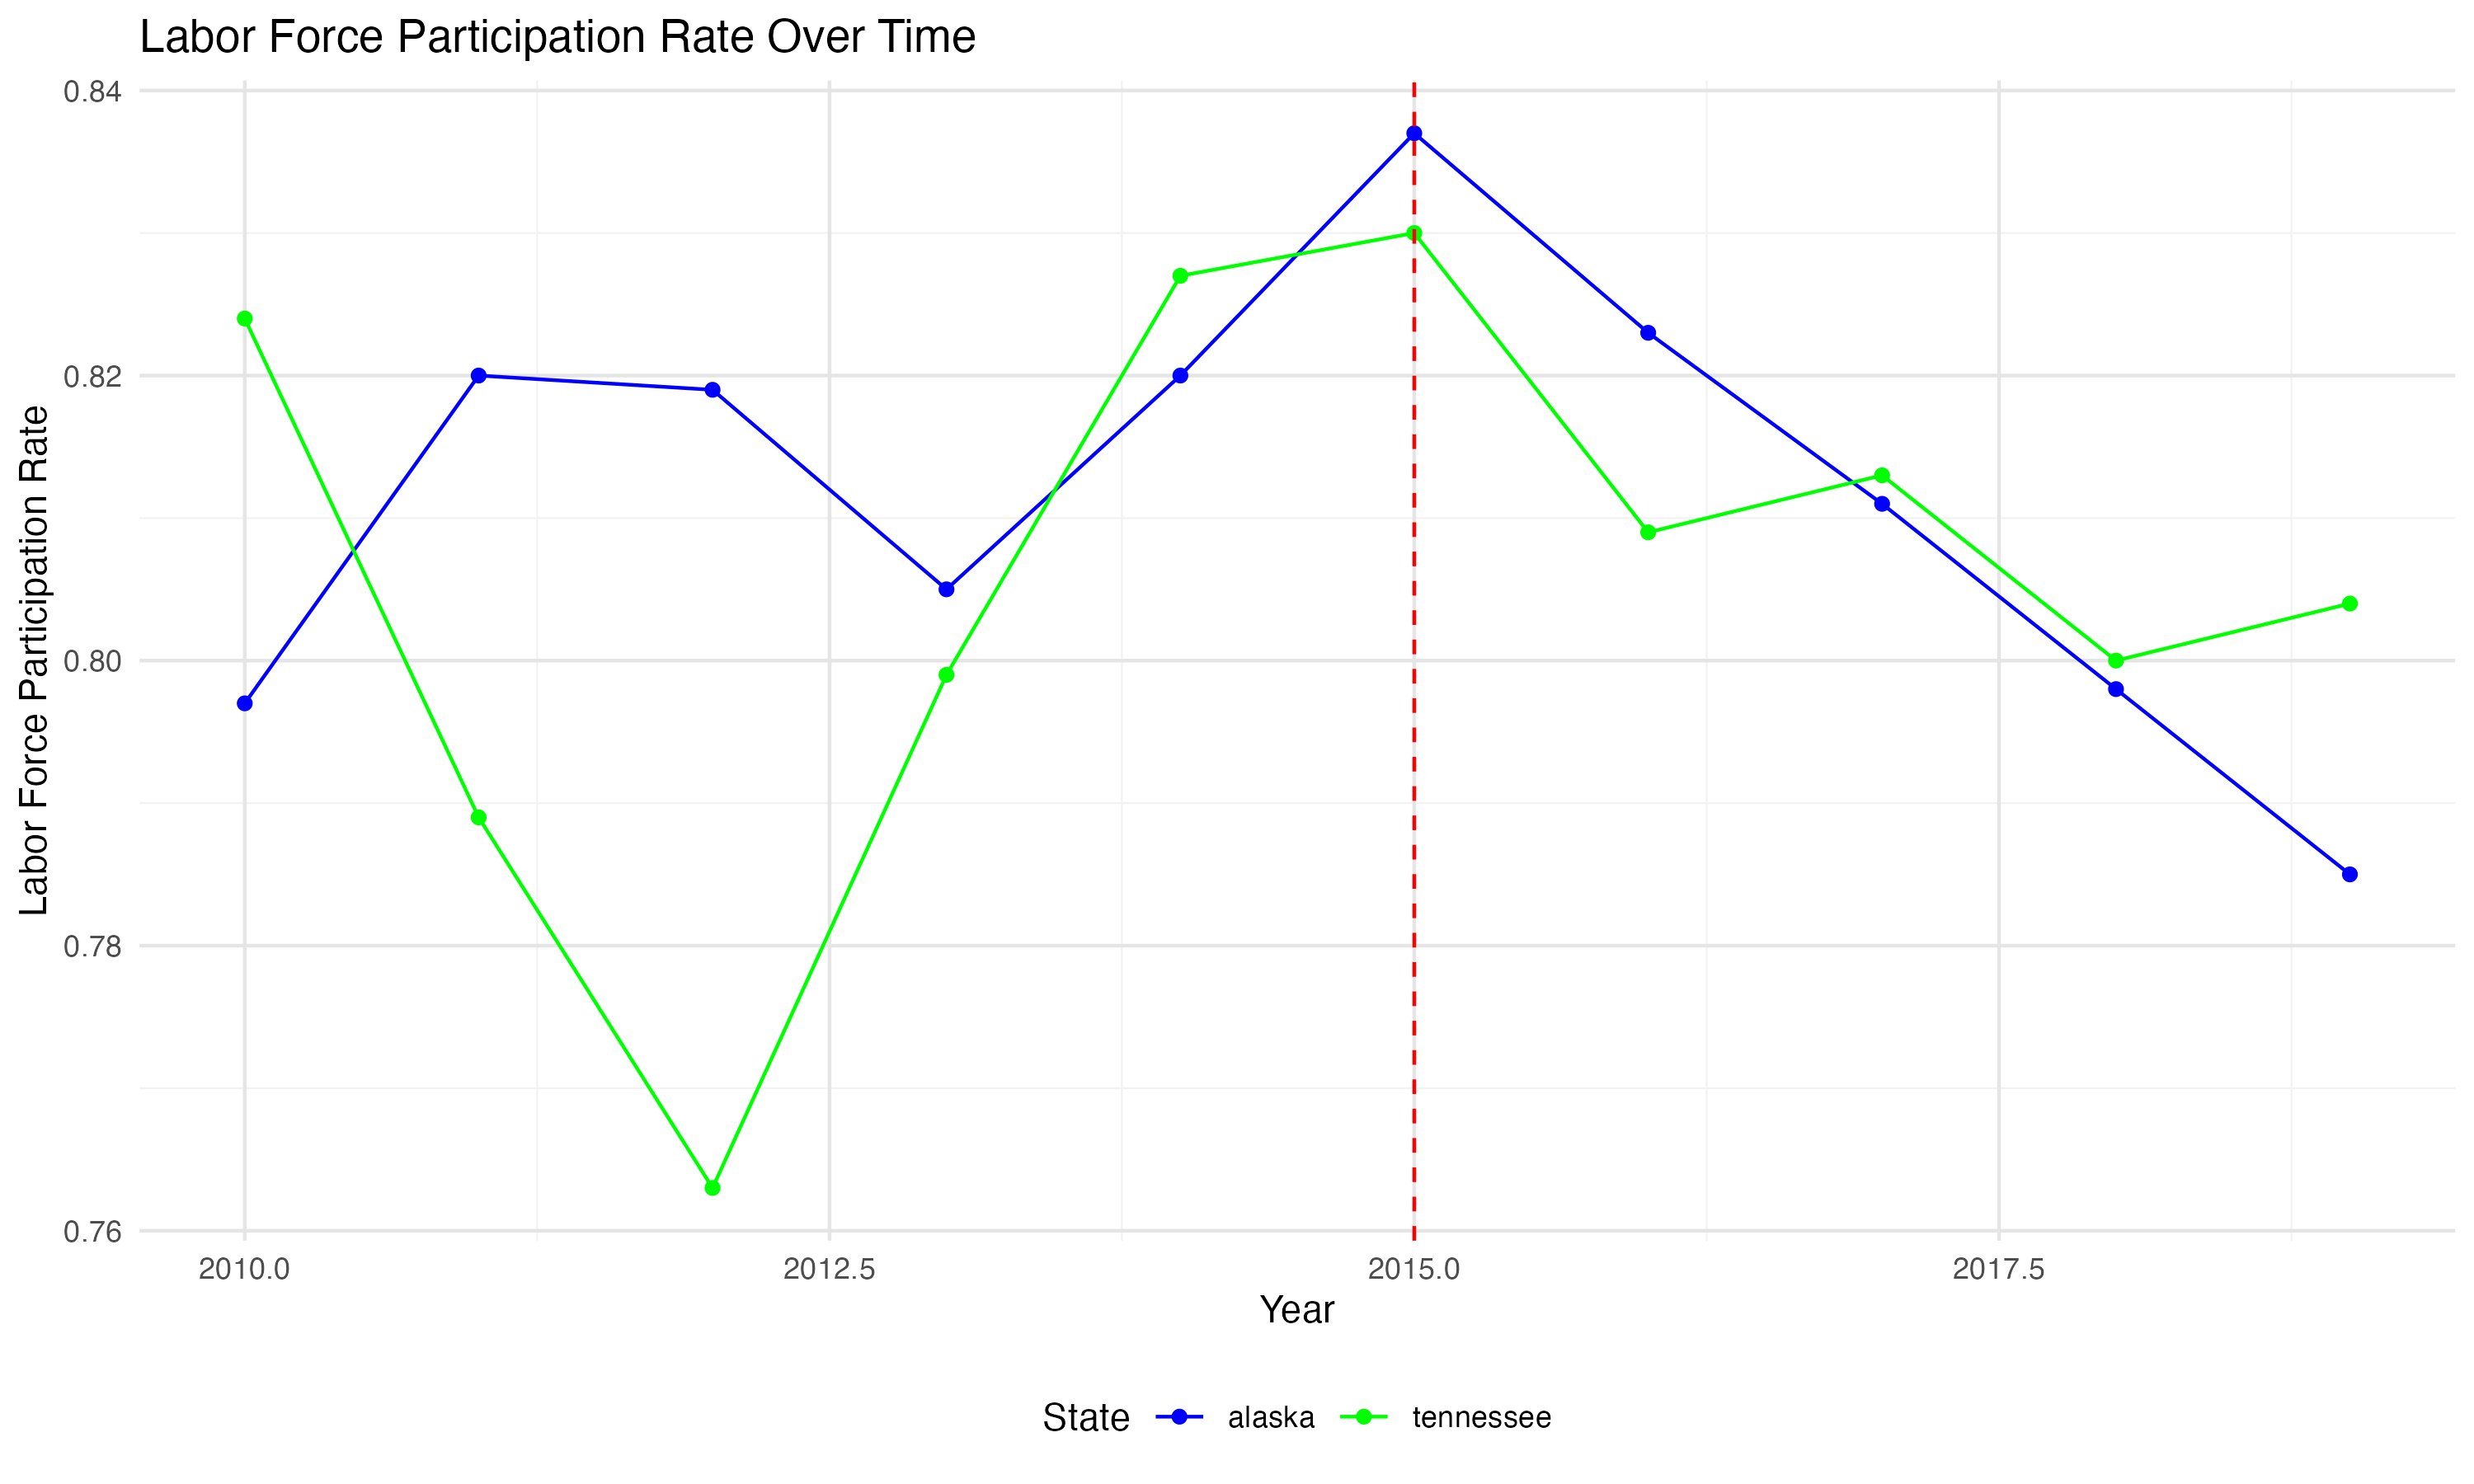 Labor Force Participation Rate Over Time
Labor Force Participation Rate
0.84
0.82
0.80
0.78
0.76
2010.0 2012.5 2015.0 2017.5
Year
State alaska tennessee